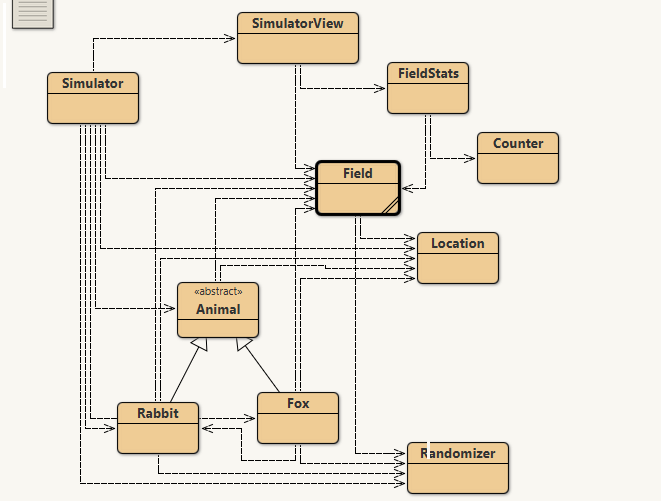 SimulatorView
Simulator
FieldStats
Counter
Field
Location
«abstract»
Animal
Rabbit
Fox
Randomizer